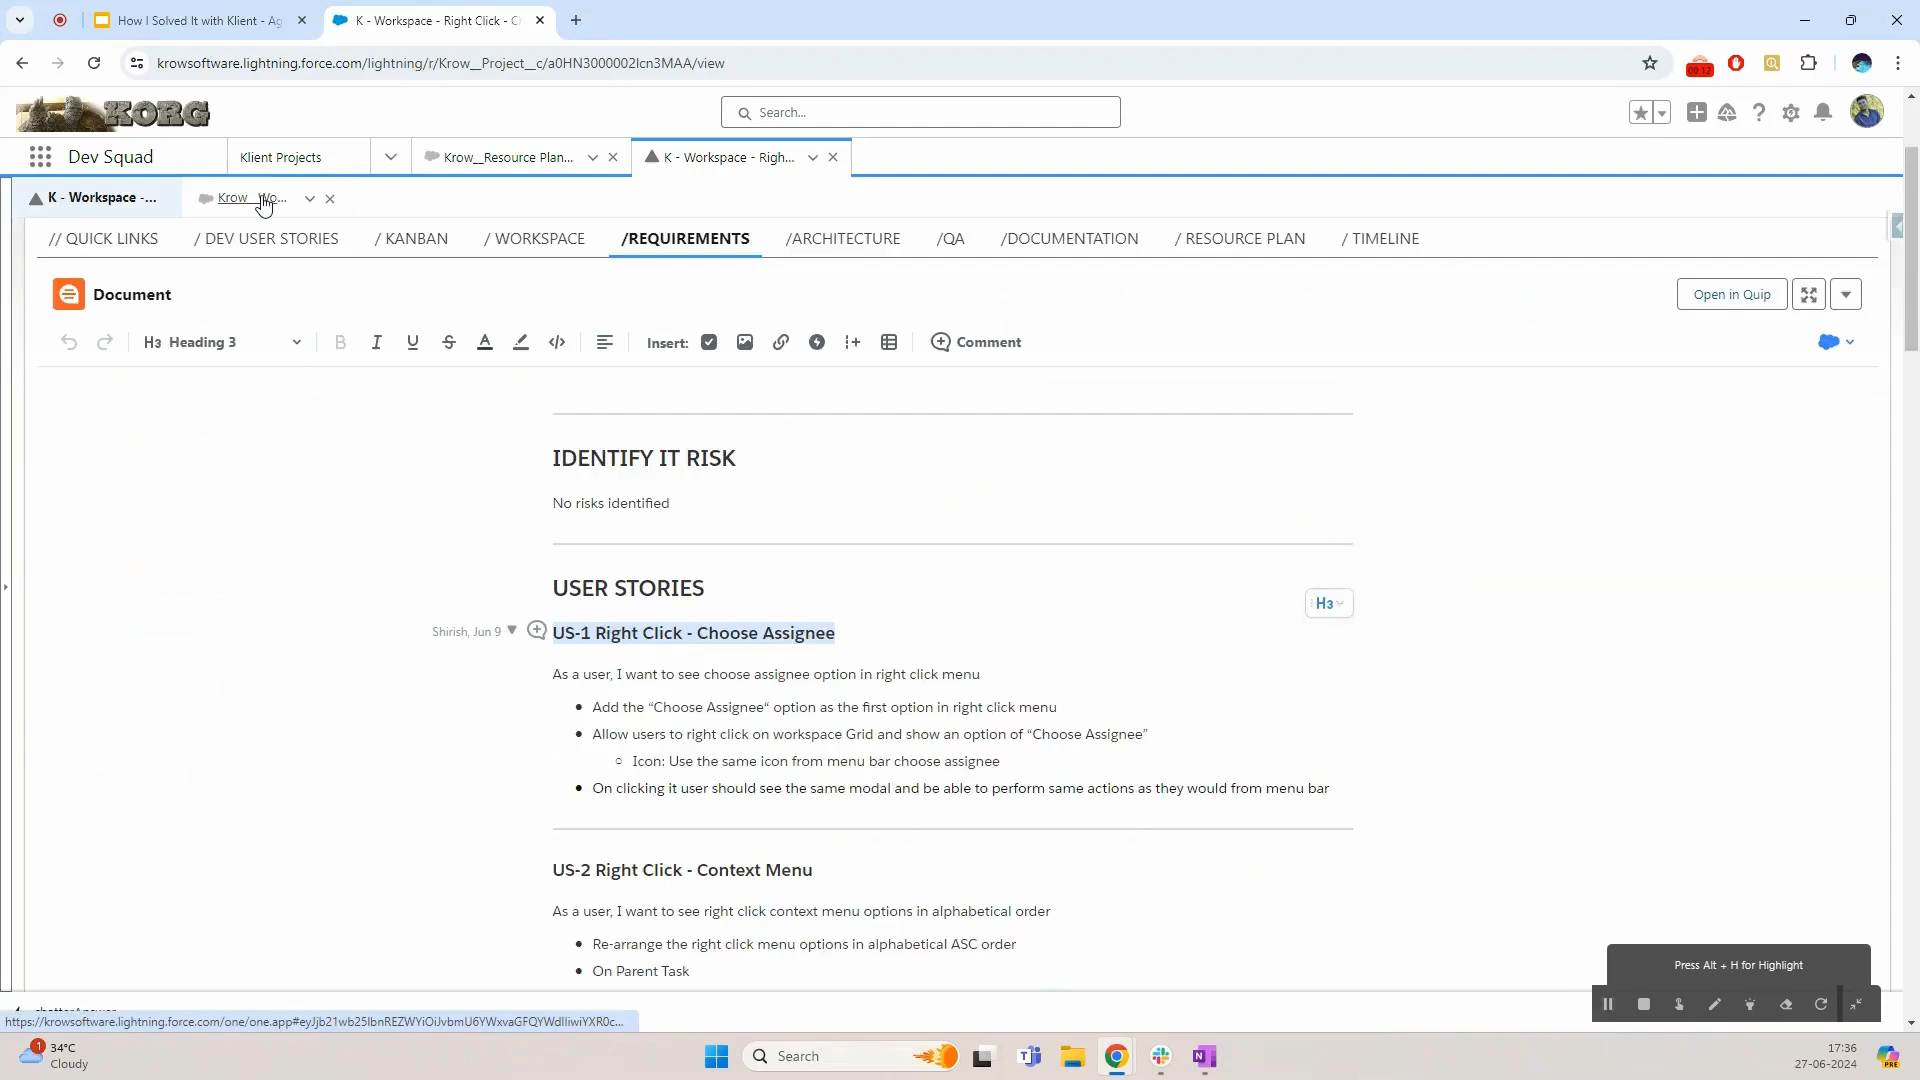 How I Solved It with Klient - Ag
K - Workspace - Right Click - Ch
krowsoftware.lightning.force.com/lightning/r/Krow__Project__c/a0HN3000002lcn3MAA/view
00:12
KORG
Search...
Dev Squad
Klient Projects
Krow__Resource Plan...
K - Workspace - Righ...
K - Workspace -...
Krow__Wo...
// QUICK LINKS
/ DEV USER STORIES
/ KANBAN
/ WORKSPACE
/REQUIREMENTS
/ARCHITECTURE
/QA
/DOCUMENTATION
/ RESOURCE PLAN
/ TIMELINE
Document
Open in Quip
H3 Heading 3
B I U S A </>
Insert:
Comment
IDENTIFY IT RISK
No risks identified
USER STORIES
H3
Shirish, Jun 9
US-1 Right Click - Choose Assignee
As a user, I want to see choose assignee option in right click menu
Add the “Choose Assignee“ option as the first option in right click menu
Allow users to right click on workspace Grid and show an option of “Choose Assignee”
Icon: Use the same icon from menu bar choose assignee
On clicking it user should see the same modal and be able to perform same actions as they would from menu bar
US-2 Right Click - Context Menu
As a user, I want to see right click context menu options in alphabetical order
Re-arrange the right click menu options in alphabetical ASC order
On Parent Task
Press Alt + H for Highlight
1
34°C
Cloudy
Search
PRE
17:36
27-06-2024